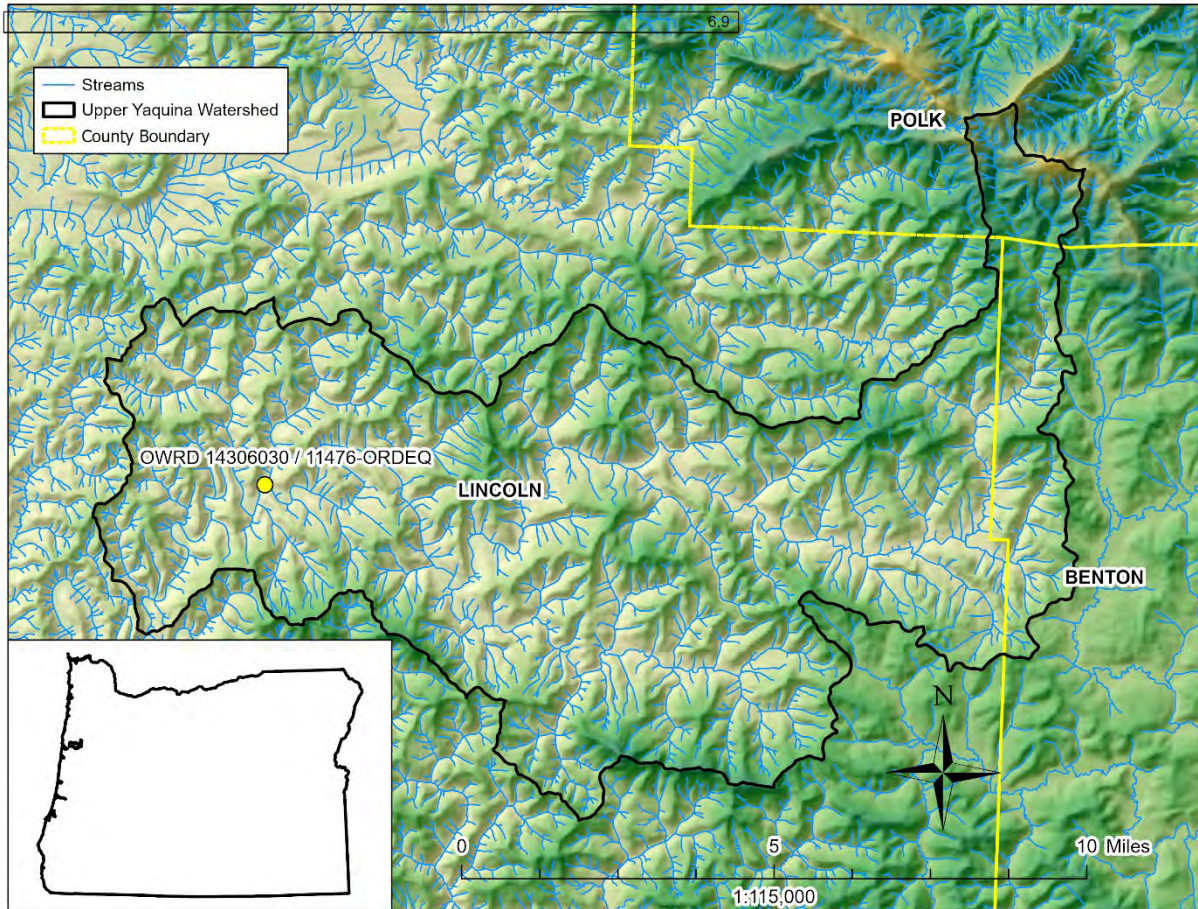 6.9
Streams
Upper Yaquina Watershed
County Boundary
POLK
OWRD 14306030 / 11476-ORDEQ
LINCOLN
BENTON
N
0 5 10 Miles
1:115,000